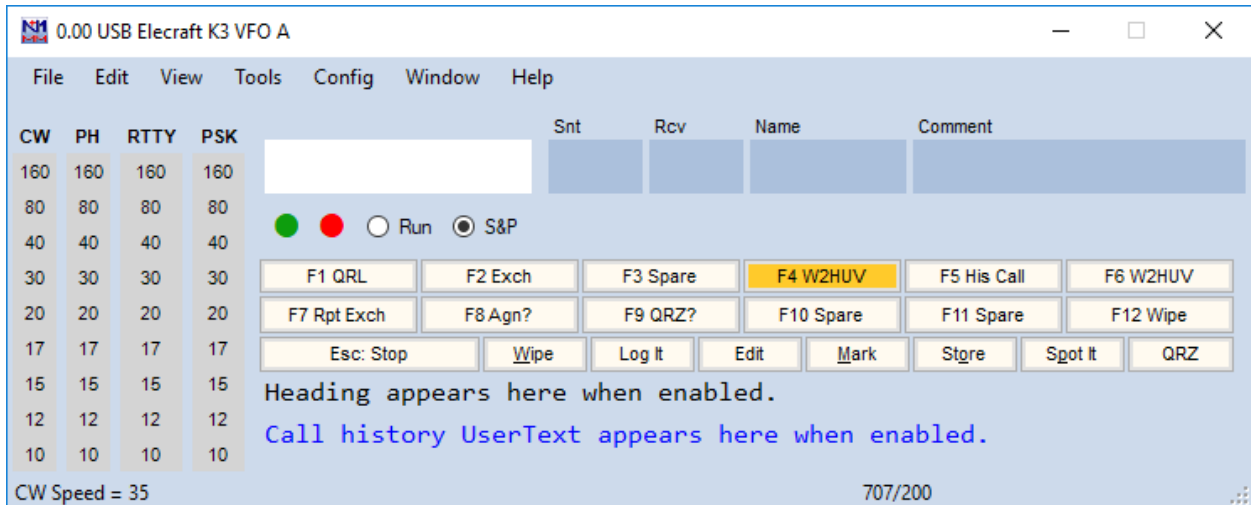 N1 MM 0.00 USB Elecraft K3 VFO A
File Edit View Tools Config Window Help
CW PH RTTY PSK Snt Rcv Name Comment
160 160 160 160
80 80 80 80
40 40 40 40
30 30 30 30
20 20 20 20
17 17 17 17
15 15 15 15
12 12 12 12
10 10 10 10
Run S&P
F1 QRL F2 Exch F3 Spare F4 W2HUV F5 His Call F6 W2HUV
F7 Rpt Exch F8 Agn? F9 QRZ? F10 Spare F11 Spare F12 Wipe
Esc: Stop Wipe Log It Edit Mark Store Spot It QRZ
Heading appears here when enabled.
Call history UserText appears here when enabled.
CW Speed = 35 707/200